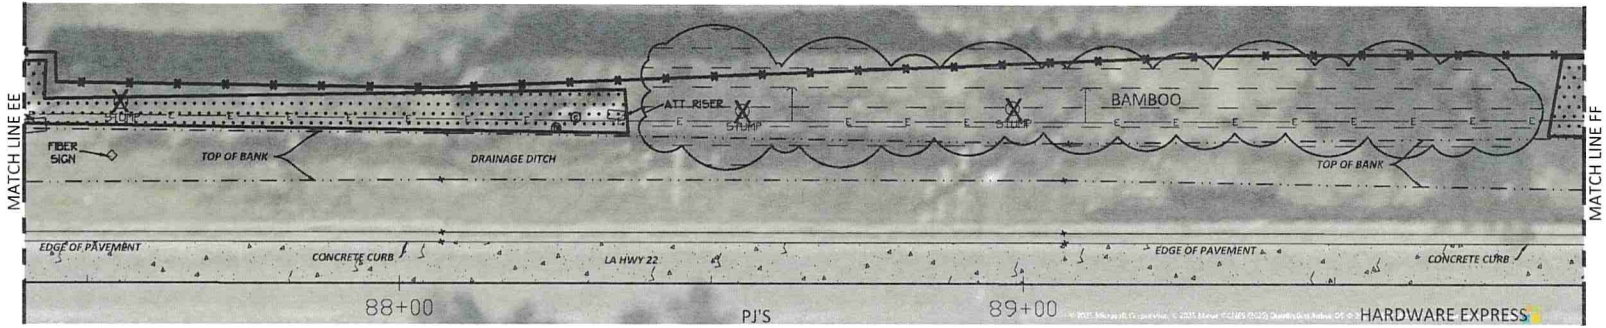 MATCH LINE EE
STUMP
E E E E E E
ATT RISER
STUMP
STUMP
BAMBOO
E E E E E E E E
FIBER
SIGN
TOP OF BANK
DRAINAGE DITCH
TOP OF BANK
MATCH LINE FF
EDGE OF PAVEMENT
CONCRETE CURB
LA HWY 22
EDGE OF PAVEMENT
CONCRETE CURB
88+00
PJ'S
89+00
HARDWARE EXPRESS